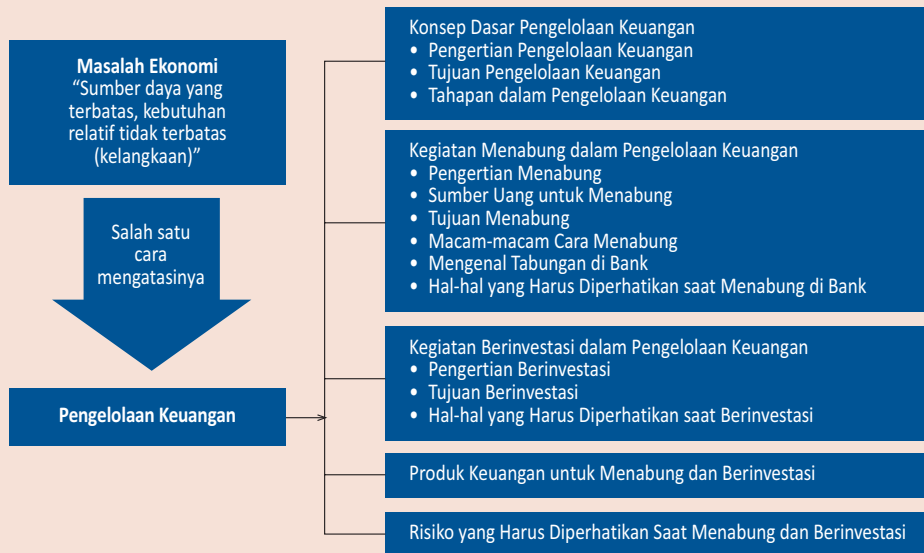 Masalah Ekonomi
“Sumber daya yang
terbatas, kebutuhan
relatif tidak terbatas
(kelangkaan)”
Salah satu
cara
mengatasinya
Pengelolaan Keuangan
Konsep Dasar Pengelolaan Keuangan
• Pengertian Pengelolaan Keuangan
• Tujuan Pengelolaan Keuangan
• Tahapan dalam Pengelolaan Keuangan
Kegiatan Menabung dalam Pengelolaan Keuangan
• Pengertian Menabung
• Sumber Uang untuk Menabung
• Tujuan Menabung
• Macam-macam Cara Menabung
• Mengenal Tabungan di Bank
• Hal-hal yang Harus Diperhatikan saat Menabung di Bank
Kegiatan Berinvestasi dalam Pengelolaan Keuangan
• Pengertian Berinvestasi
• Tujuan Berinvestasi
• Hal-hal yang Harus Diperhatikan saat Berinvestasi
Produk Keuangan untuk Menabung dan Berinvestasi
Risiko yang Harus Diperhatikan Saat Menabung dan Berinvestasi